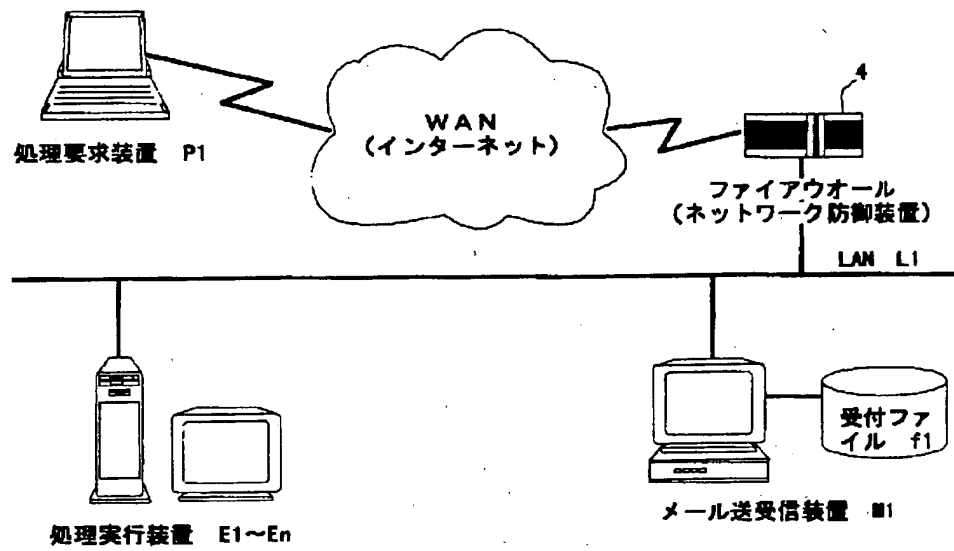 4
WAN
(インターネット)
処理要求装置 P1
ファイアウオール
(ネットワーク防御装置)
LAN L1
受付ファ
イル f1
メール送受信装置 M1
処理実行装置 E1〜En